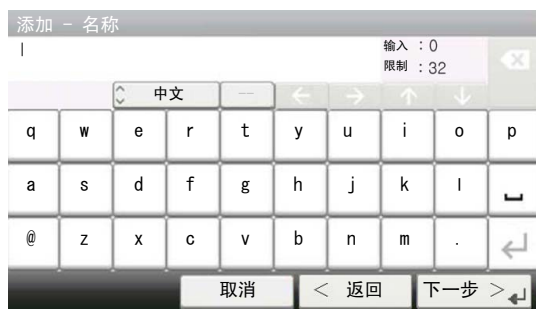 添加 - 名称
输入 :0
限制 :32
中文
q w e r t y u i o p
a s d f g h j k l
@ z x c v b n m .
取消 < 返回 下一步 >